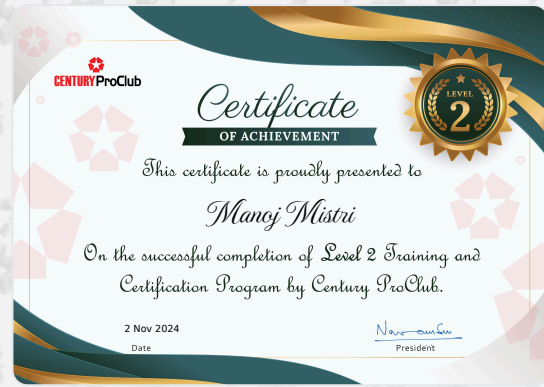 CENTURY ProClub
Certificate
OF ACHIEVEMENT
LEVEL
2
This certificate is proudly presented to
Manoj Mistri
On the successful completion of Level 2 Training and
Certification Program by Century ProClub.
2 Nov 2024
Date
President